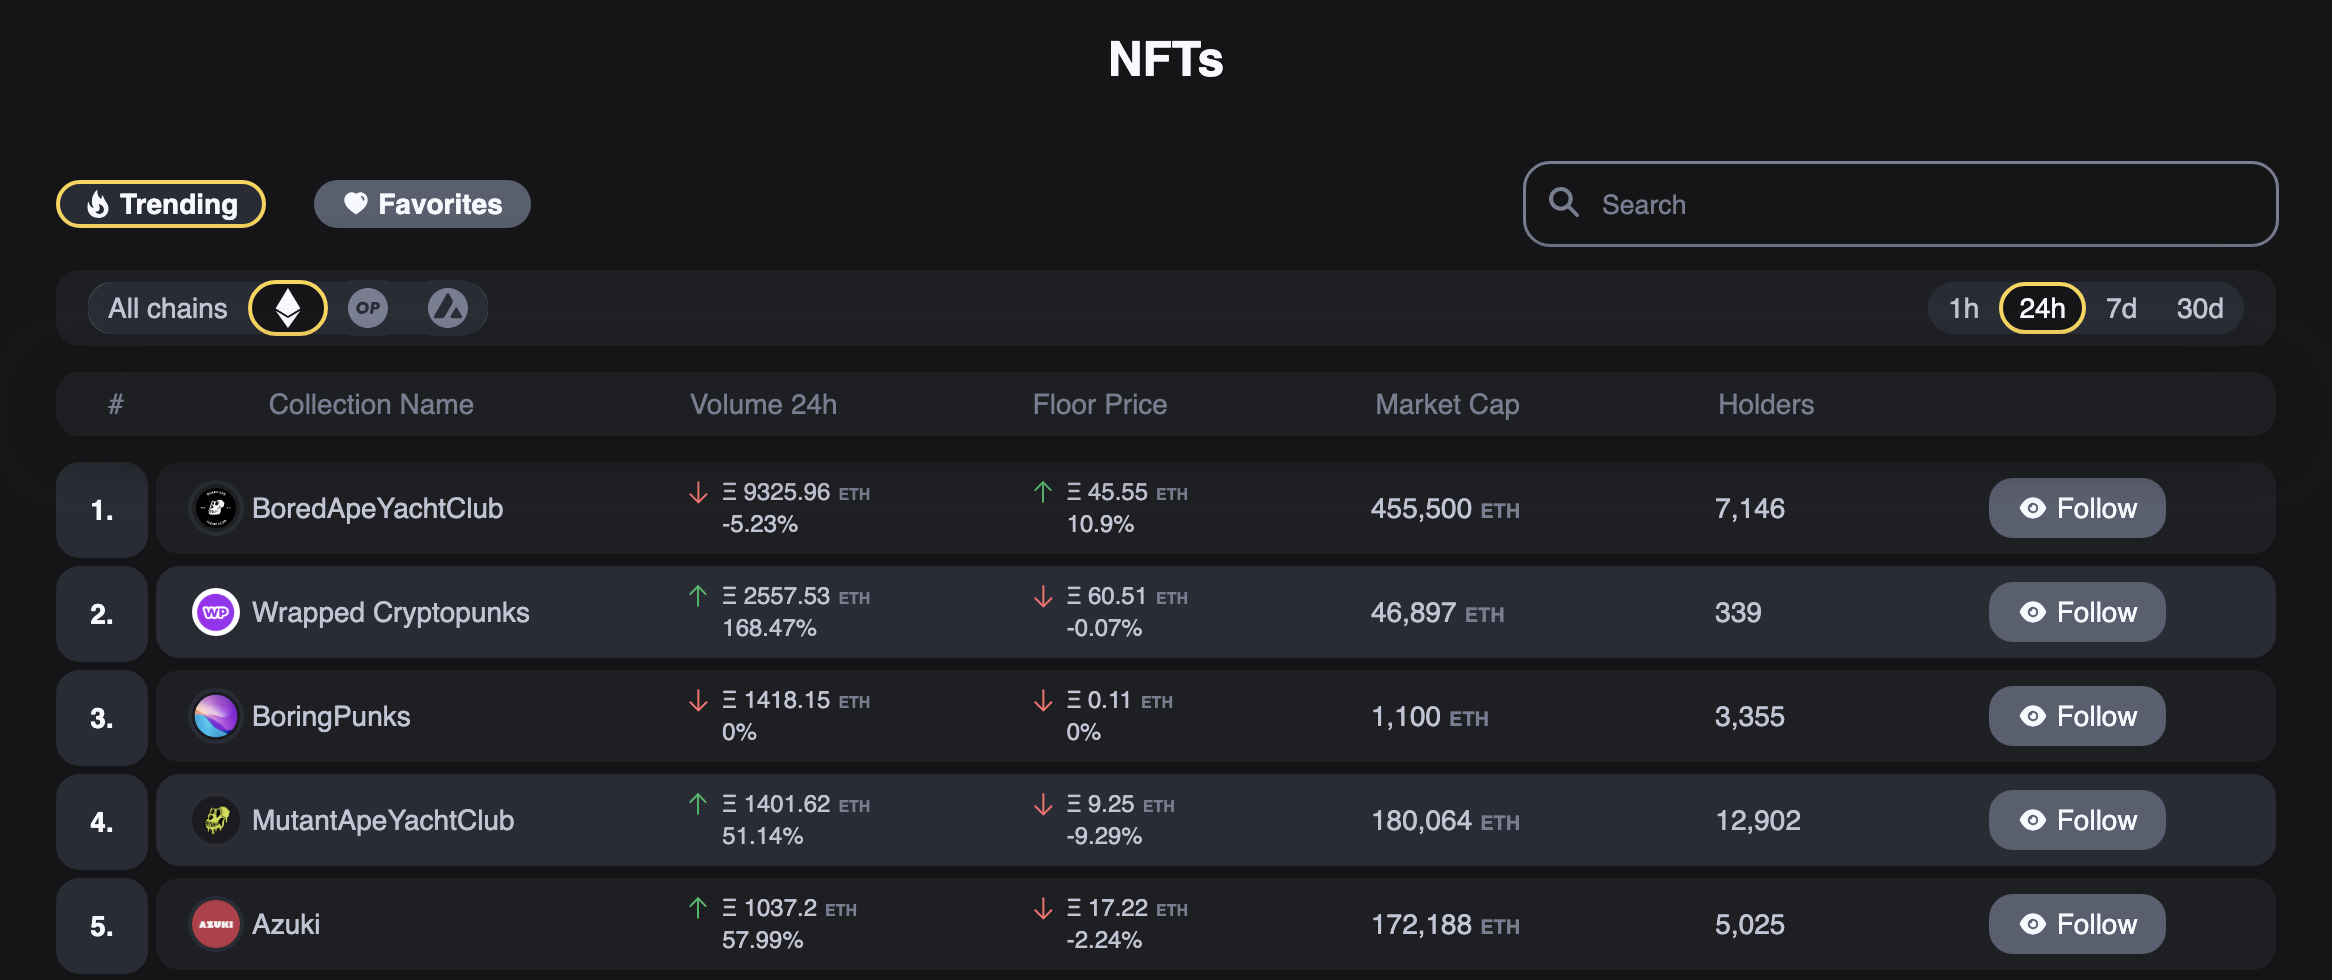 NFTs
Trending Favorites Search
All chains OP 1h 24h 7d 30d
# Collection Name Volume 24h Floor Price Market Cap Holders
1. BoredApeYachtClub Ξ 9325.96 ETH Ξ 45.55 ETH 455,500 ETH 7,146 Follow
-5.23% 10.9%
2. WP Wrapped Cryptopunks Ξ 2557.53 ETH Ξ 60.51 ETH 46,897 ETH 339 Follow
168.47% -0.07%
3. BoringPunks Ξ 1418.15 ETH Ξ 0.11 ETH 1,100 ETH 3,355 Follow
0% 0%
4. MutantApeYachtClub Ξ 1401.62 ETH Ξ 9.25 ETH 180,064 ETH 12,902 Follow
51.14% -9.29%
5. AZUKI Azuki Ξ 1037.2 ETH Ξ 17.22 ETH 172,188 ETH 5,025 Follow
57.99% -2.24%